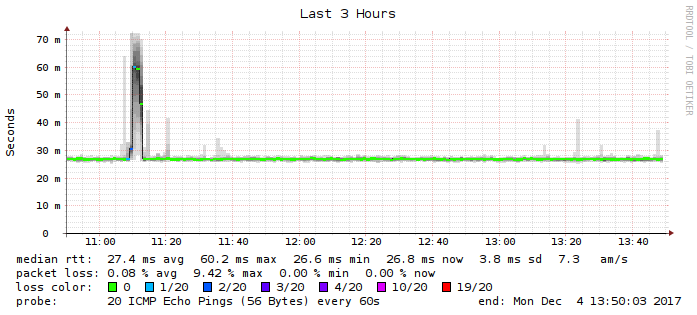 Last 3 Hours
RRDTOOL / TOBI OETIKER
Seconds
70 m
60 m
50 m
40 m
30 m
20 m
10 m
0
11:00 11:20 11:40 12:00 12:20 12:40 13:00 13:20 13:40
median rtt: 27.4 ms avg 60.2 ms max 26.6 ms min 26.8 ms now 3.8 ms sd 7.3 am/s
packet loss: 0.08 % avg 9.42 % max 0.00 % min 0.00 % now
loss color: 0 1/20 2/20 3/20 4/20 10/20 19/20
probe: 20 ICMP Echo Pings (56 Bytes) every 60s end: Mon Dec 4 13:50:03 2017